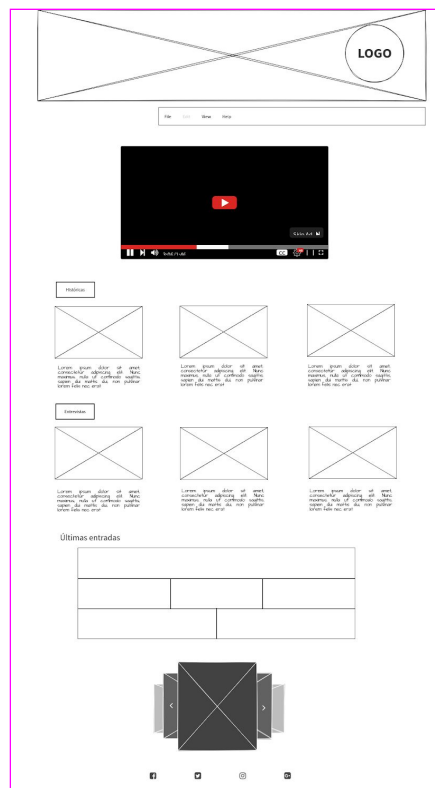 LOGO
File Edit View Help
Históricas
Lorem ipsum dolor sit amet
consectetur adipiscing elit Nunc
maximus nulla ut commodo sagittis
sapien dui mattis dui non pulvinar
lorem felis nec erat
Lorem ipsum dolor sit amet
consectetur adipiscing elit Nunc
maximus nulla ut commodo sagittis
sapien dui mattis dui non pulvinar
lorem felis nec erat
Lorem ipsum dolor sit amet
consectetur adipiscing elit Nunc
maximus nulla ut commodo sagittis
sapien dui mattis dui non pulvinar
lorem felis nec erat
Entrevistas
Lorem ipsum dolor sit amet
consectetur adipiscing elit Nunc
maximus nulla ut commodo sagittis
sapien dui mattis dui non pulvinar
lorem felis nec erat
Lorem ipsum dolor sit amet
consectetur adipiscing elit Nunc
maximus nulla ut commodo sagittis
sapien dui mattis dui non pulvinar
lorem felis nec erat
Lorem ipsum dolor sit amet
consectetur adipiscing elit Nunc
maximus nulla ut commodo sagittis
sapien dui mattis dui non pulvinar
lorem felis nec erat
Últimas entradas